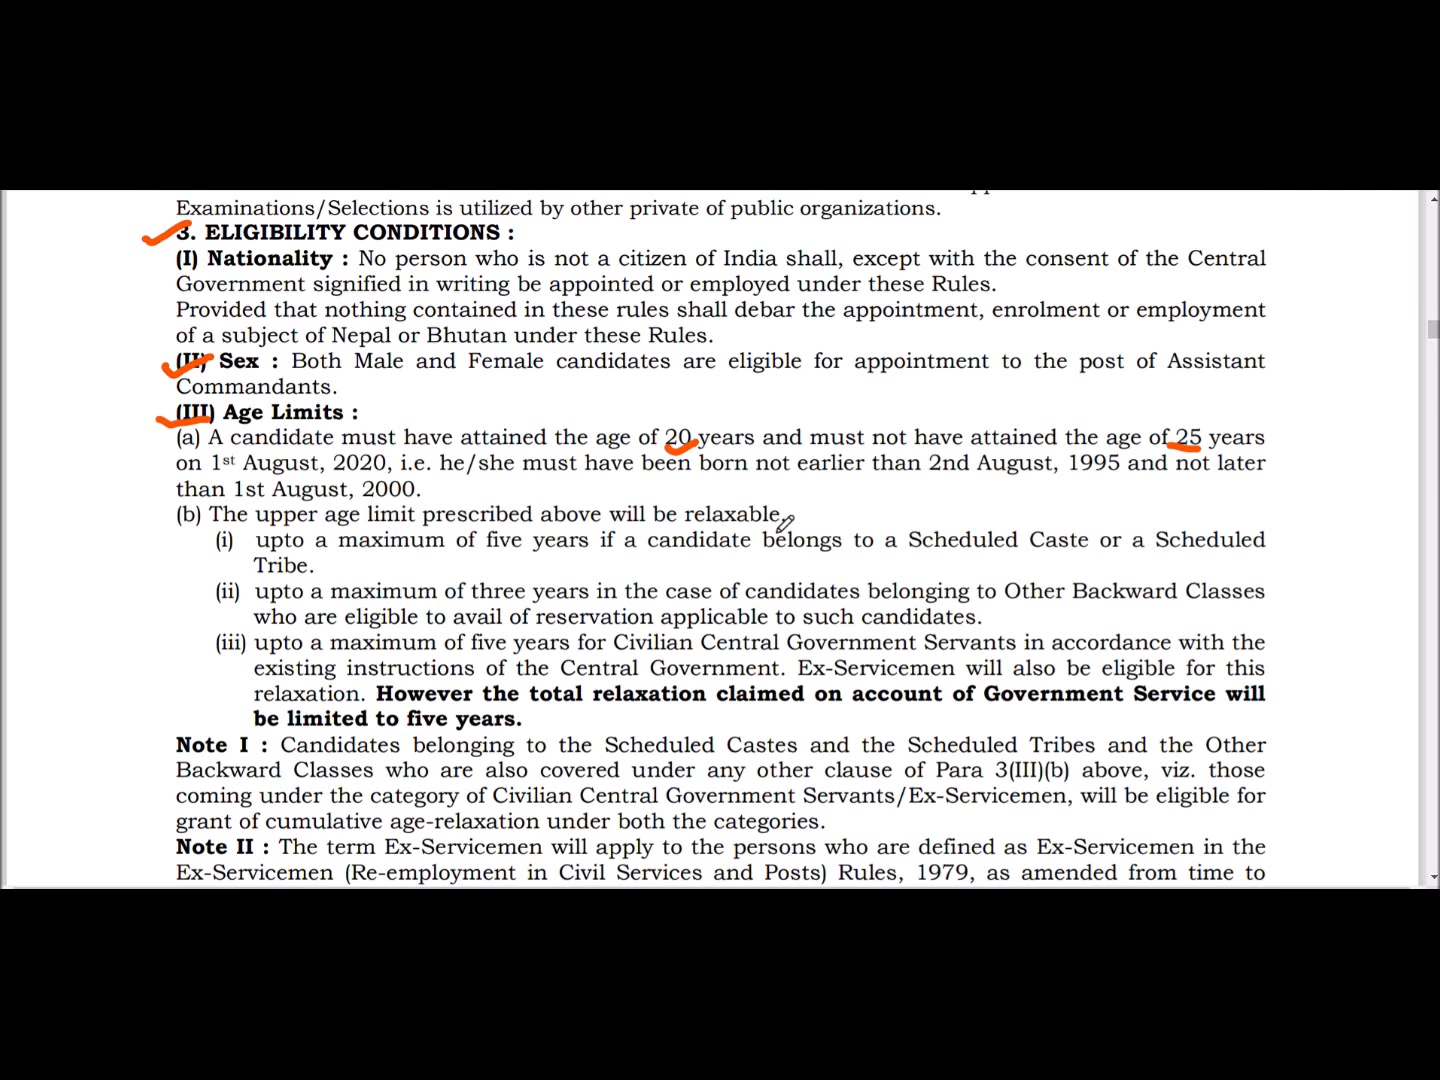 Examinations/Selections is utilized by other private of public organizations.
3. ELIGIBILITY CONDITIONS :
(I) Nationality : No person who is not a citizen of India shall, except with the consent of the Central
Government signified in writing be appointed or employed under these Rules.
Provided that nothing contained in these rules shall debar the appointment, enrolment or employment
of a subject of Nepal or Bhutan under these Rules.
(II) Sex : Both Male and Female candidates are eligible for appointment to the post of Assistant
Commandants.
(III) Age Limits :
(a) A candidate must have attained the age of 20 years and must not have attained the age of 25 years
on 1st August, 2020, i.e. he/she must have been born not earlier than 2nd August, 1995 and not later
than 1st August, 2000.
(b) The upper age limit prescribed above will be relaxable.
(i) upto a maximum of five years if a candidate belongs to a Scheduled Caste or a Scheduled
Tribe.
(ii) upto a maximum of three years in the case of candidates belonging to Other Backward Classes
who are eligible to avail of reservation applicable to such candidates.
(iii) upto a maximum of five years for Civilian Central Government Servants in accordance with the
existing instructions of the Central Government. Ex-Servicemen will also be eligible for this
relaxation. However the total relaxation claimed on account of Government Service will
be limited to five years.
Note I : Candidates belonging to the Scheduled Castes and the Scheduled Tribes and the Other
Backward Classes who are also covered under any other clause of Para 3(III)(b) above, viz. those
coming under the category of Civilian Central Government Servants/Ex-Servicemen, will be eligible for
grant of cumulative age-relaxation under both the categories.
Note II : The term Ex-Servicemen will apply to the persons who are defined as Ex-Servicemen in the
Ex-Servicemen (Re-employment in Civil Services and Posts) Rules, 1979, as amended from time to